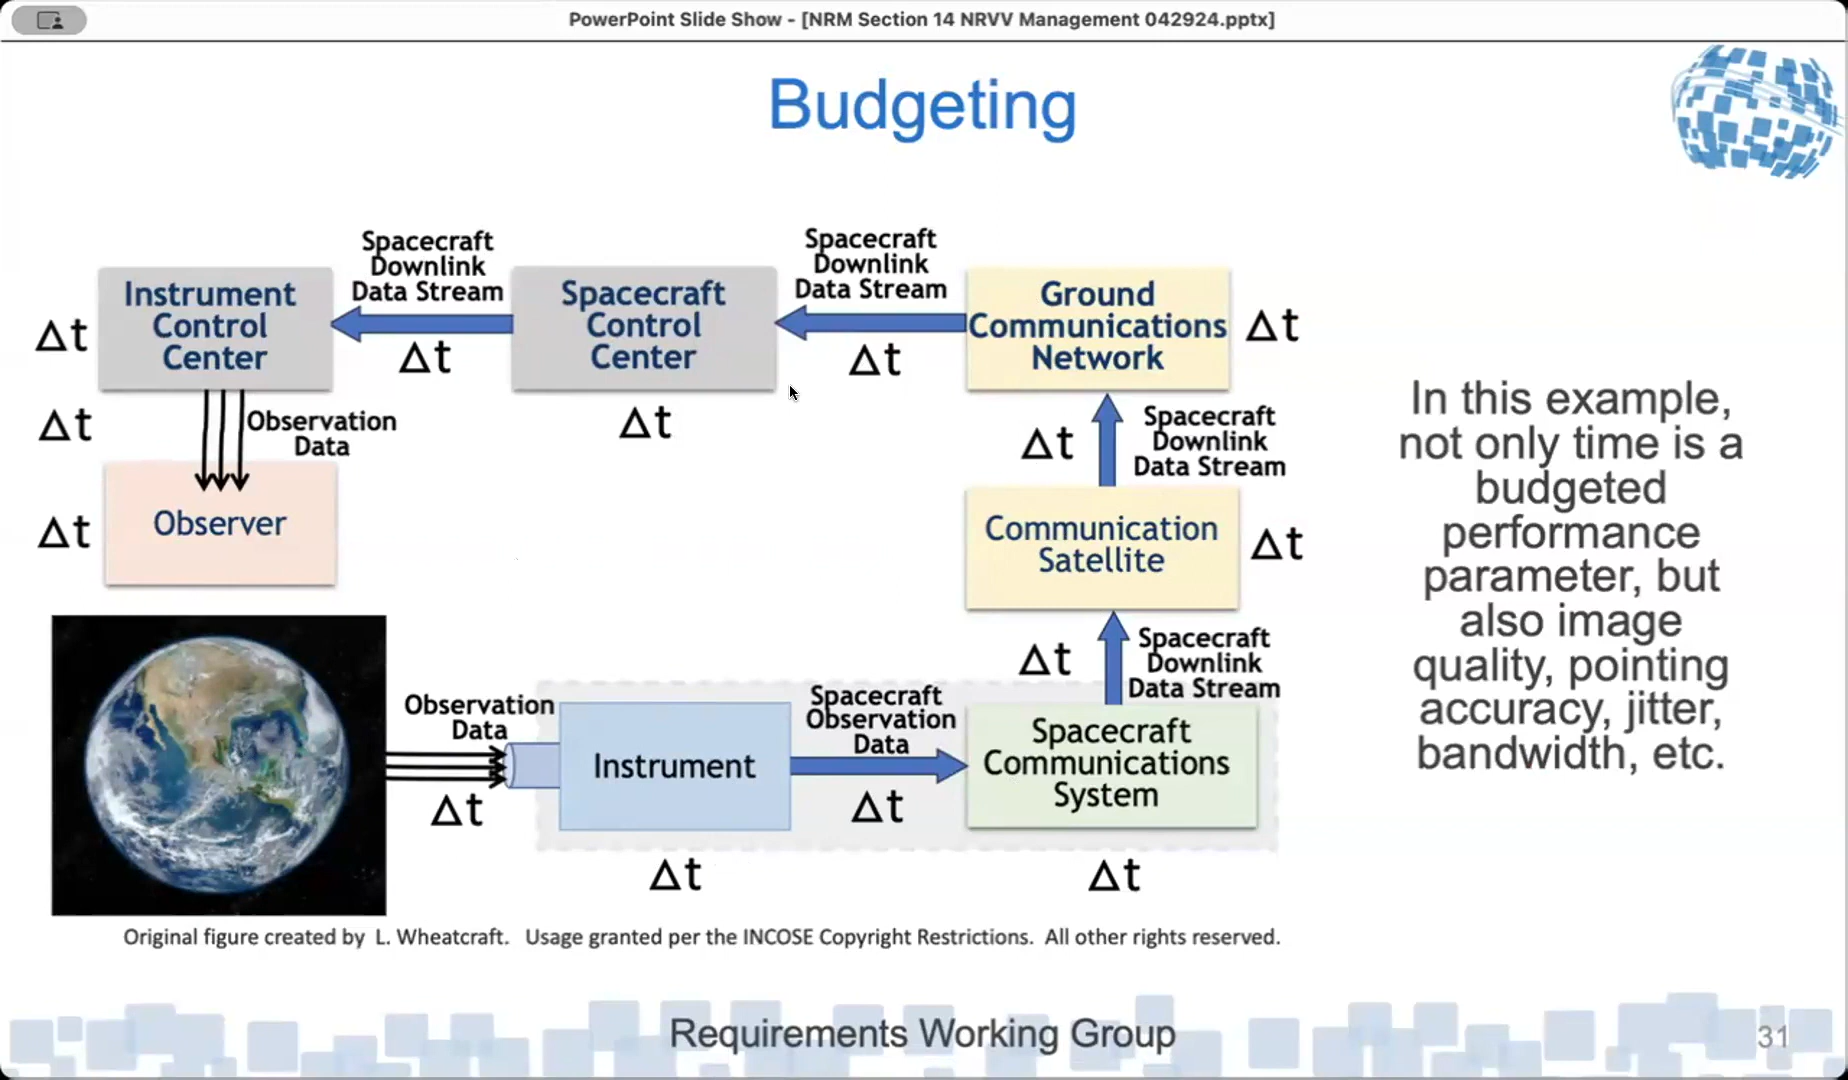 PowerPoint Slide Show - [NRM Section 14 NRVV Management 042924.pptx]
Budgeting
Instrument
Control
Center
Δt
Spacecraft
Downlink
Data Stream
Δt
Spacecraft
Control
Center
Δt
Spacecraft
Downlink
Data Stream
Δt
Ground
Communications
Network
Δt
Δt
Observation
Data
Observer
Δt
Δt
Spacecraft
Downlink
Data Stream
Communication
Satellite
Δt
Δt
Spacecraft
Downlink
Data Stream
Observation
Data
Δt
Instrument
Δt
Spacecraft
Observation
Data
Δt
Spacecraft
Communications
System
Δt
In this example,
not only time is a
budgeted
performance
parameter, but
also image
quality, pointing
accuracy, jitter,
bandwidth, etc.
Original figure created by L. Wheatcraft. Usage granted per the INCOSE Copyright Restrictions. All other rights reserved.
Requirements Working Group
31